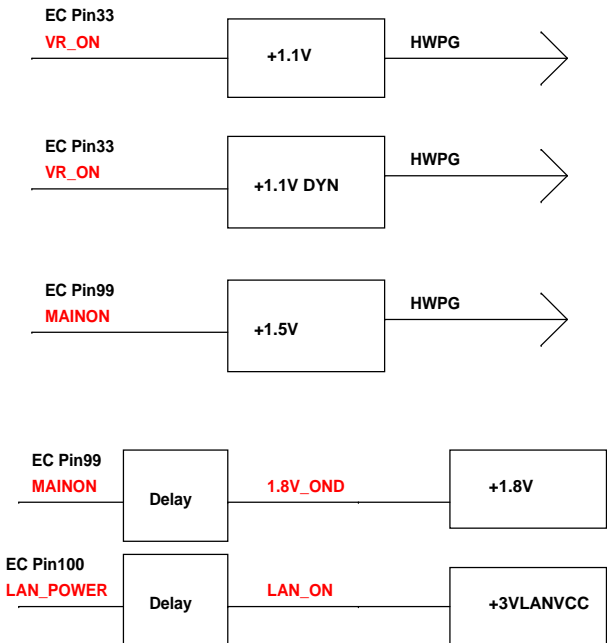 EC Pin33
VR_ON
+1.1V
HWPG
EC Pin33
VR_ON
+1.1V DYN
HWPG
EC Pin99
MAINON
+1.5V
HWPG
EC Pin99
MAINON
Delay
1.8V_OND
+1.8V
EC Pin100
LAN_POWER
Delay
LAN_ON
+3VLANVCC